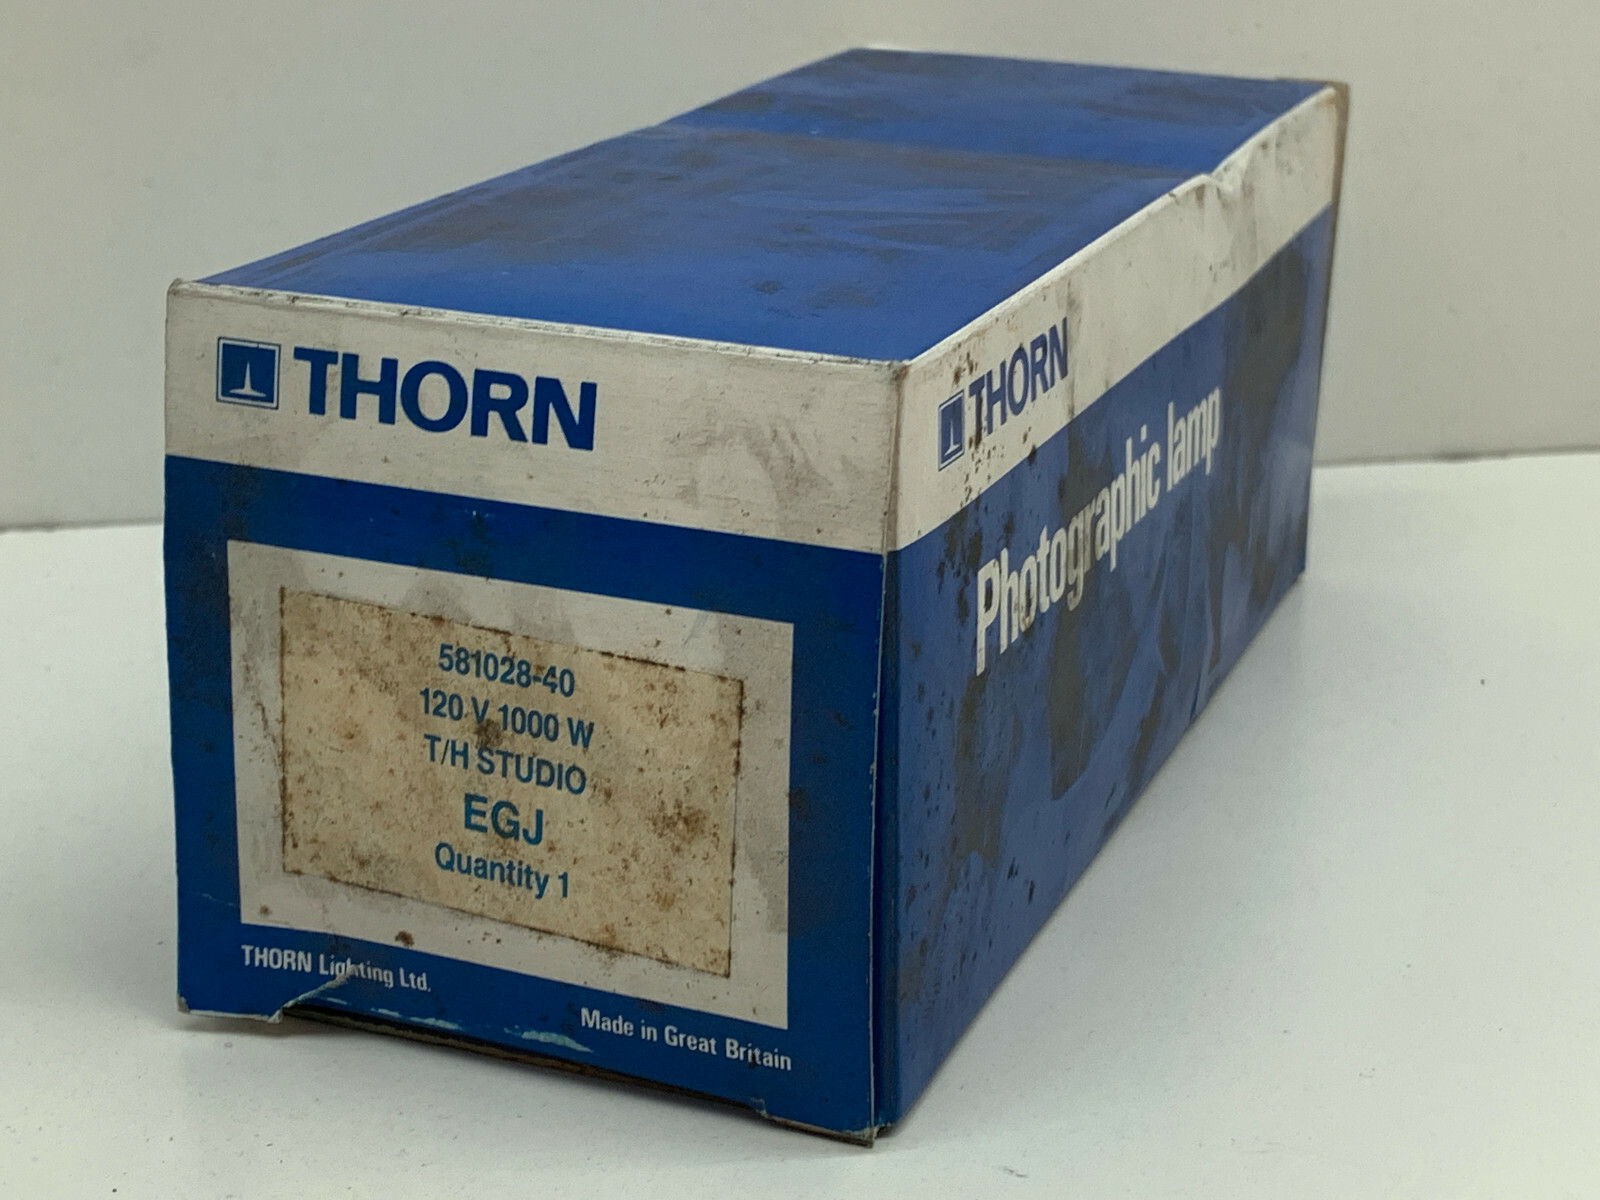 THORN
581028-40
120 V 1000 W
T/H STUDIO
EGJ
Quantity 1
THORN Lighting Ltd.
Made in Great Britain
THORN
Photographic lamp